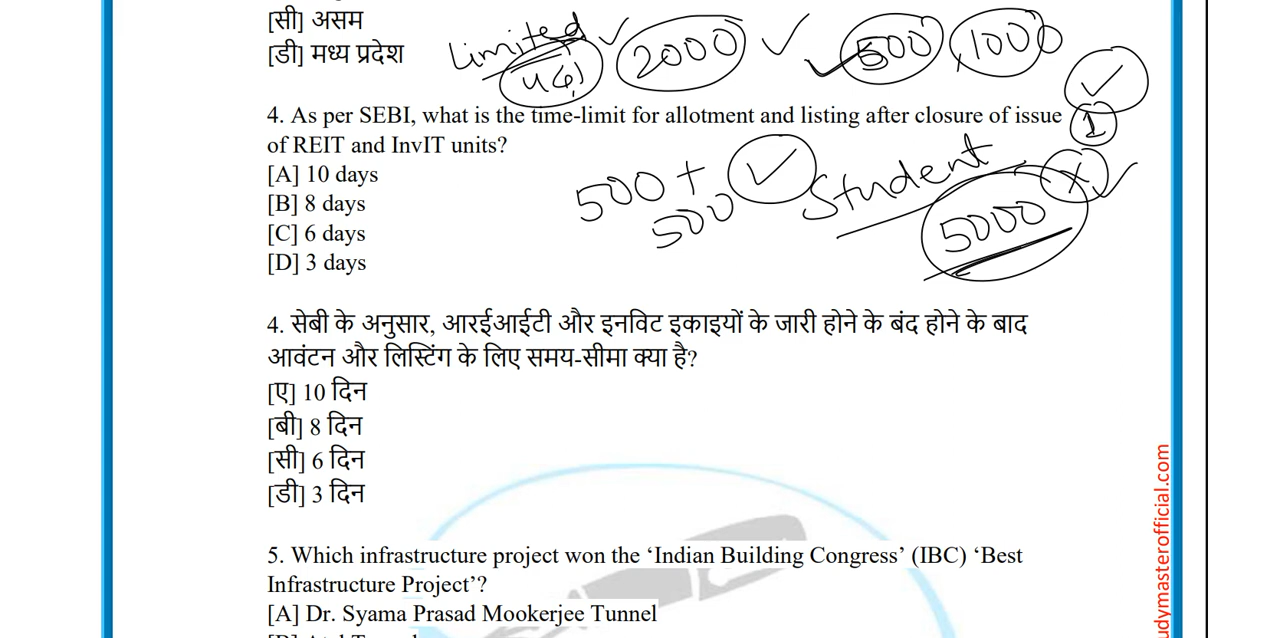 [सी] असम
[डी] मध्य प्रदेश
Limited
2000
500
1000
4. As per SEBI, what is the time-limit for allotment and listing after closure of issue
of REIT and InvIT units?
[A] 10 days
[B] 8 days
[C] 6 days
[D] 3 days
500 +
500
Student
5000
4. सेबी के अनुसार, आरईआईटी और इनविट इकाइयों के जारी होने के बंद होने के बाद
आवंटन और लिस्टिंग के लिए समय-सीमा क्या है?
[ए] 10 दिन
[बी] 8 दिन
[सी] 6 दिन
[डी] 3 दिन
5. Which infrastructure project won the ‘Indian Building Congress’ (IBC) ‘Best
Infrastructure Project’?
[A] Dr. Syama Prasad Mookerjee Tunnel
udymasterofficial.com